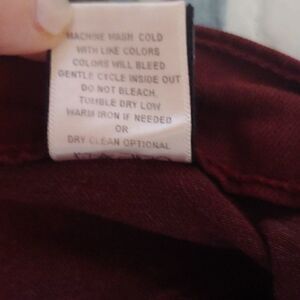 MACHINE WASH COLD
WITH LIKE COLORS
COLORS WILL BLEED
GENTLE CYCLE INSIDE OUT
DO NOT BLEACH.
TUMBLE DRY LOW
WARM IRON IF NEEDED
OR
DRY CLEAN OPTIONAL